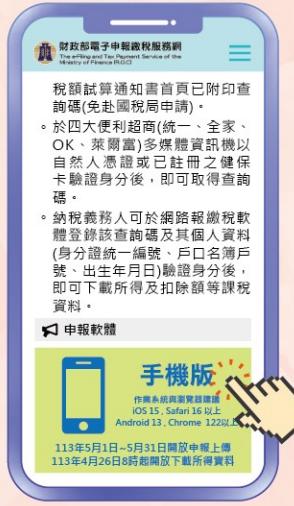 財政部電子申報繳稅服務網
The e-Filing and Tax Payment Service of the
Ministry of Finance (R.O.C)
稅額試算通知書首頁已附印查
詢碼(免赴國稅局申請)。
。於四大便利超商(統一、全家、
OK、萊爾富)多媒體資訊機以
自然人憑證或已註冊之健保
卡驗證身分後,即可取得查詢
碼。
。納稅義務人可於網路報繳稅軟
體登錄該查詢碼及其個人資料
(身分證統一編號、戶口名簿戶
號、出生年月日)驗證身分後,
即可下載所得及扣除額等課稅
資料。
申報軟體
手機版
作業系統與瀏覽器建議
iOS 15 , Safari 16 以上
Android 13 , Chrome 122以上
113年5月1日~5月31日開放申報上傳
113年4月26日8時起開放下載所得資料